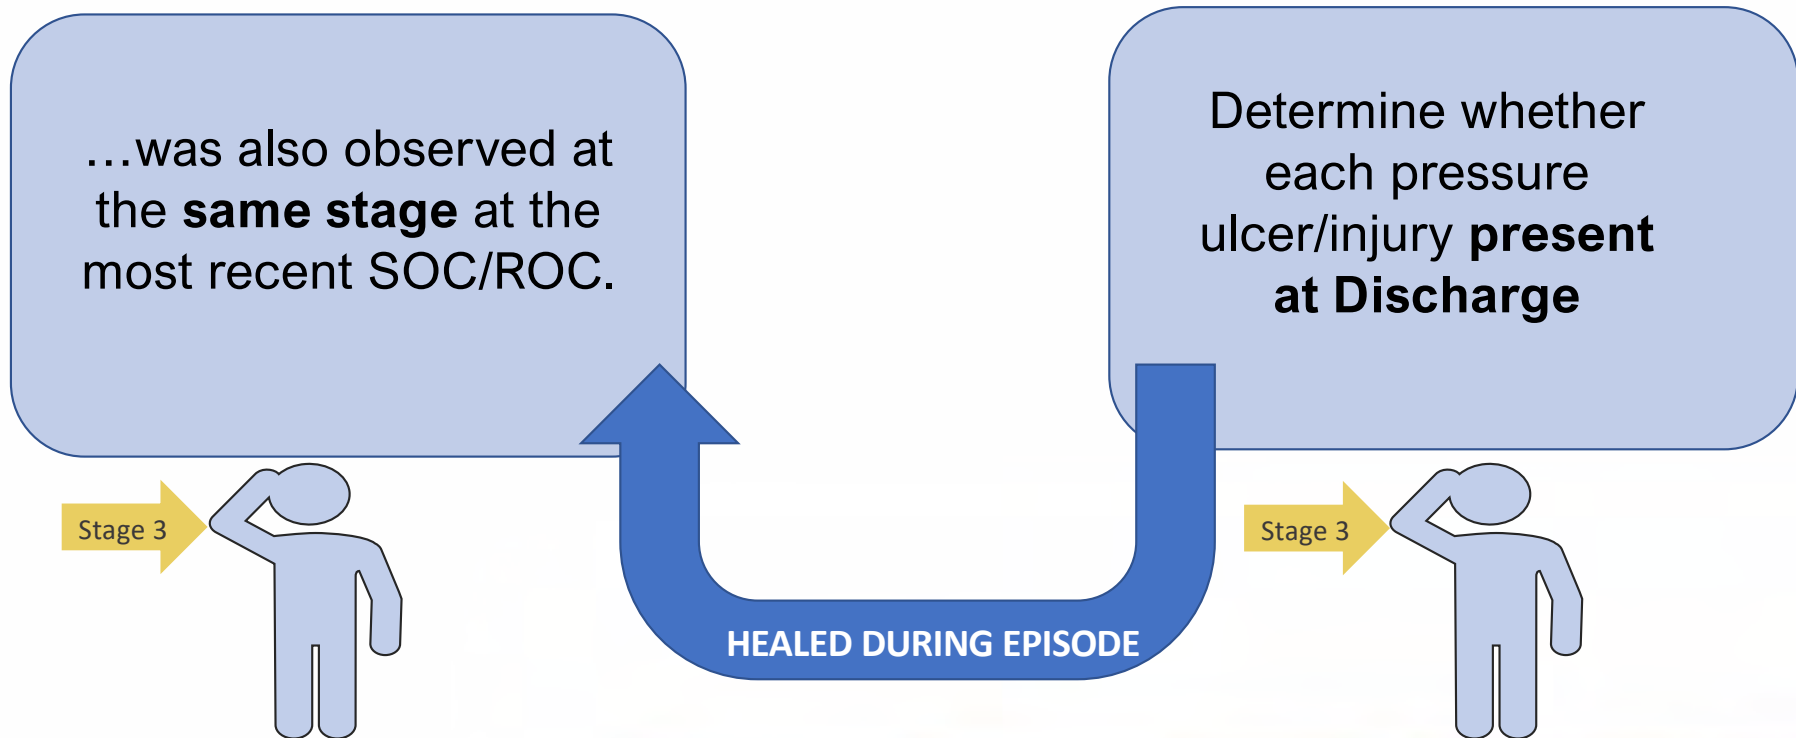 …was also observed at
the same stage at the
most recent SOC/ROC.
Determine whether
each pressure
ulcer/injury present
at Discharge
Stage 3
Stage 3
HEALED DURING EPISODE